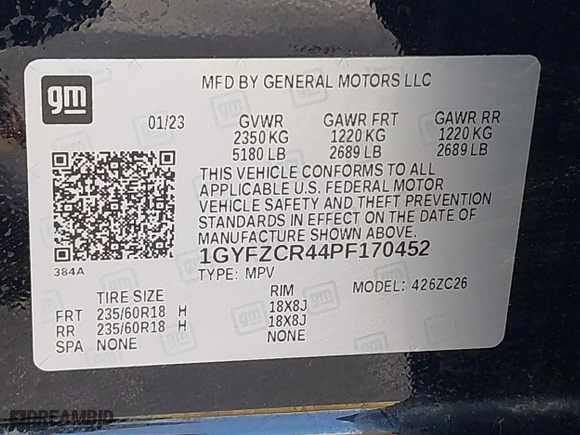 gm
MFD BY GENERAL MOTORS LLC
01/23 GVWR GAWR FRT GAWR RR
2350 KG 1220 KG 1220 KG
5180 LB 2689 LB 2689 LB
THIS VEHICLE CONFORMS TO ALL
APPLICABLE U.S. FEDERAL MOTOR
VEHICLE SAFETY AND THEFT PREVENTION
STANDARDS IN EFFECT ON THE DATE OF
MANUFACTURE SHOWN ABOVE.
384A
1GYFZCR44PF170452
TYPE: MPV MODEL: 426ZC26
TIRE SIZE RIM
FRT 235/60R18 H 18X8J
RR 235/60R18 H 18X8J
SPA NONE NONE
DREAMBID